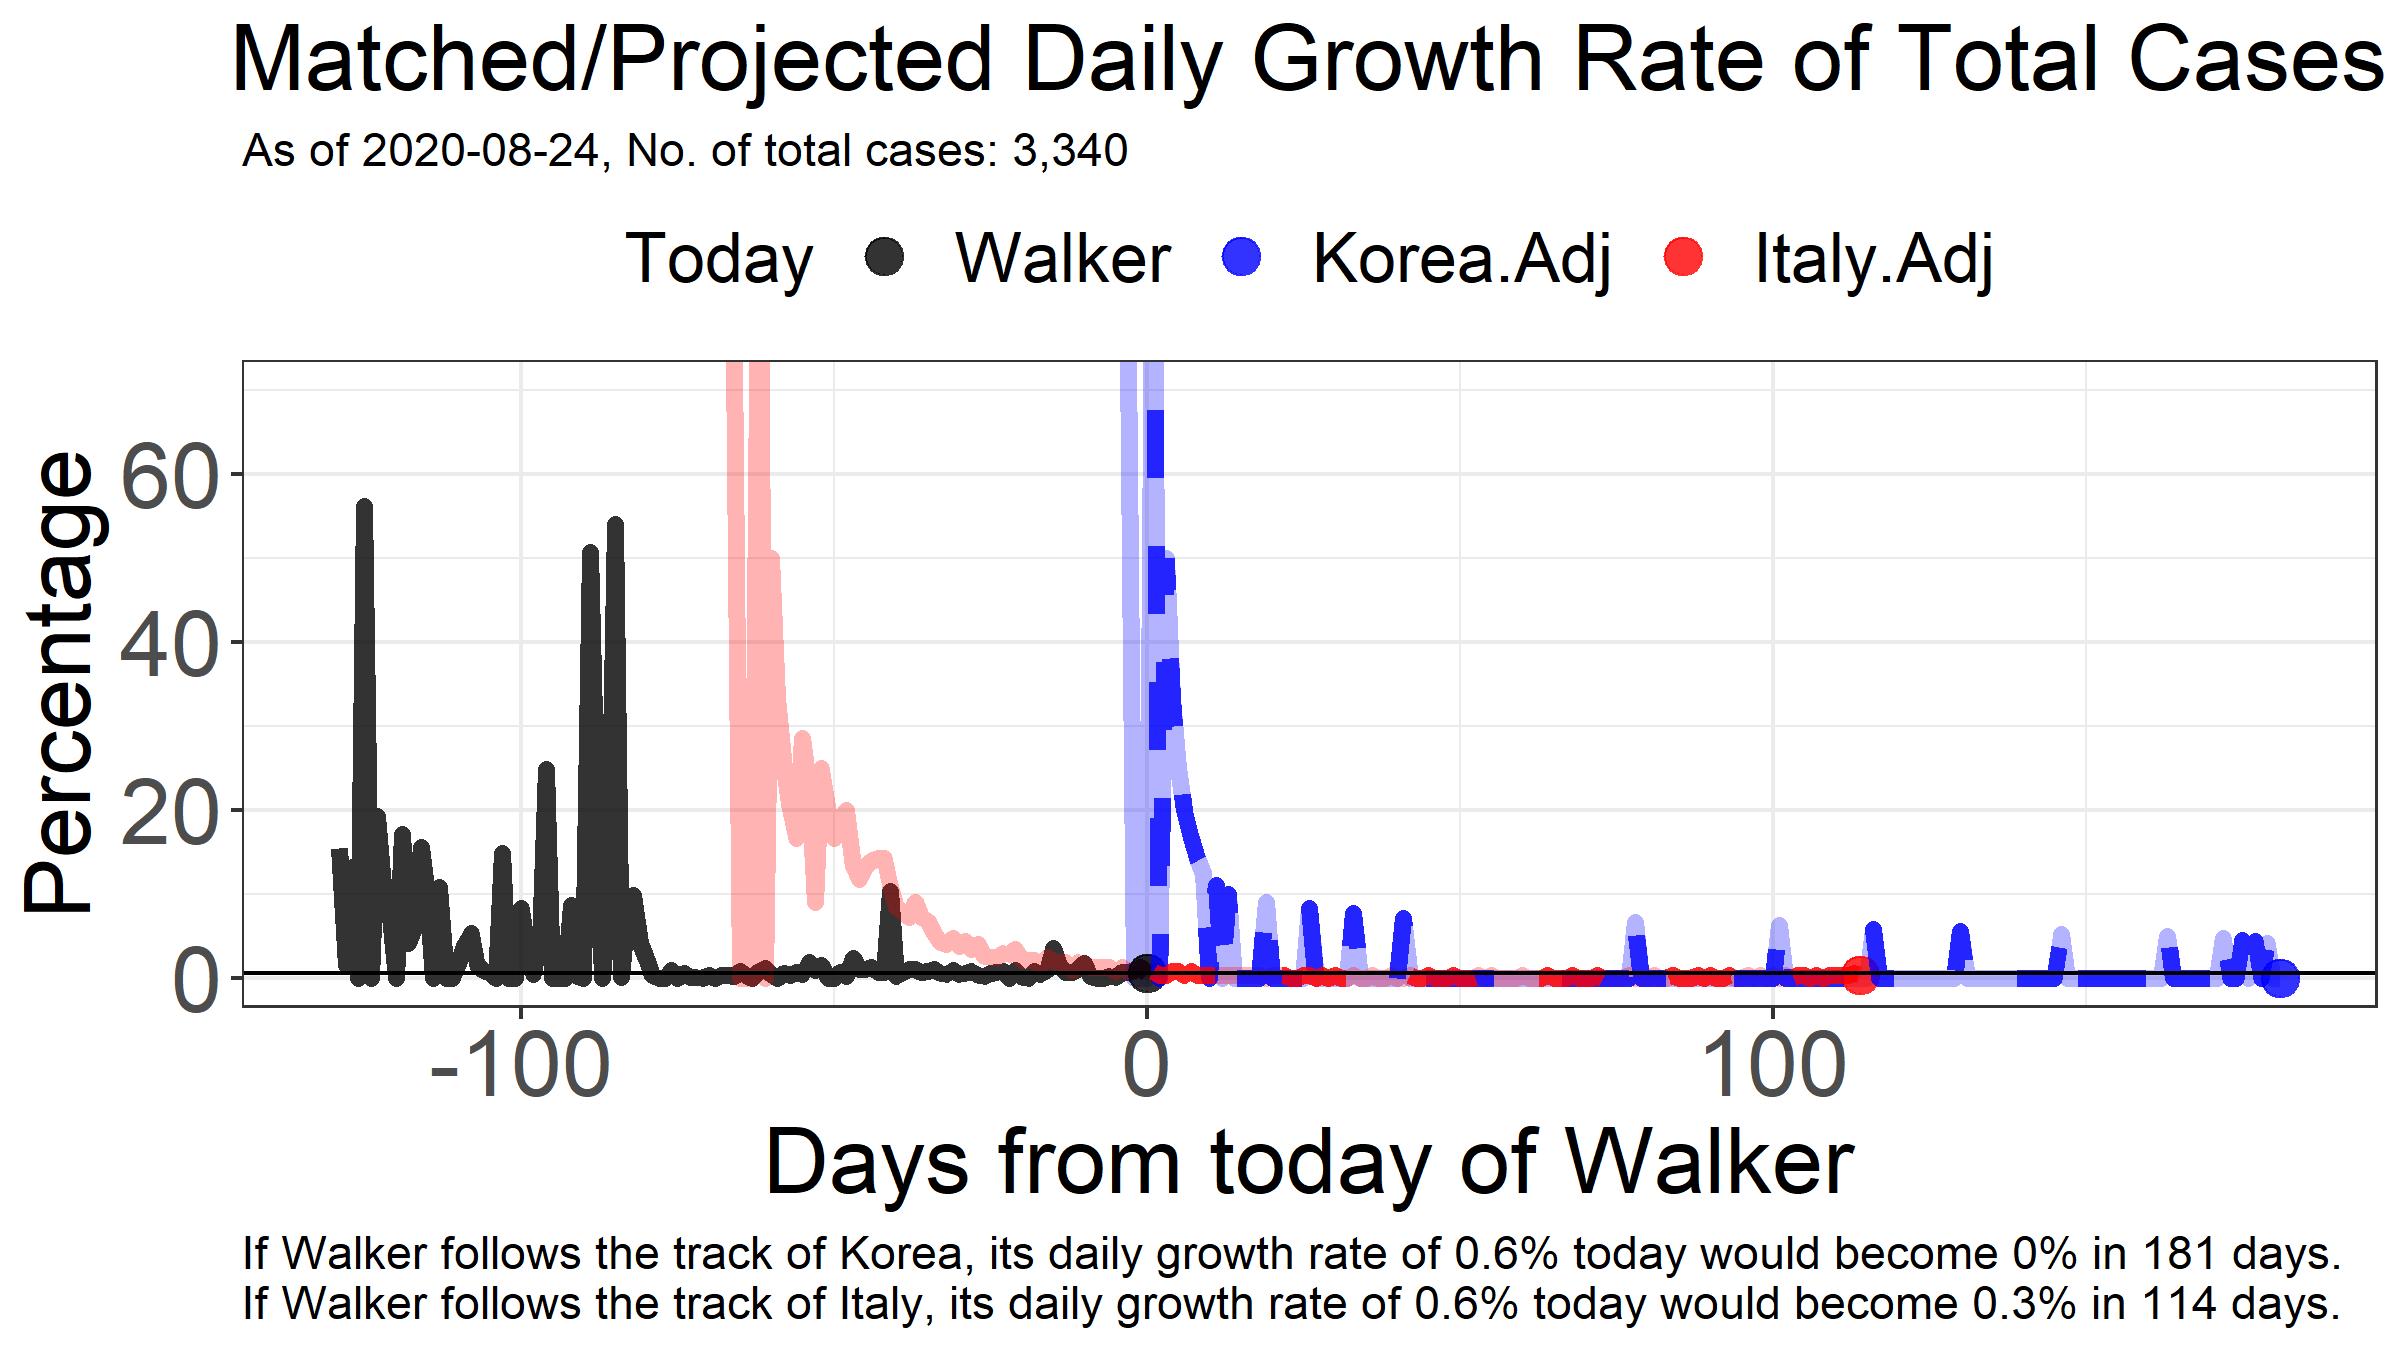 Matched/Projected Daily Growth Rate of Total Cases
As of 2020-08-24, No. of total cases: 3,340
Today Walker Korea.Adj Italy.Adj
Percentage
60
40
20
0
-100 0 100
Days from today of Walker
If Walker follows the track of Korea, its daily growth rate of 0.6% today would become 0% in 181 days.
If Walker follows the track of Italy, its daily growth rate of 0.6% today would become 0.3% in 114 days.